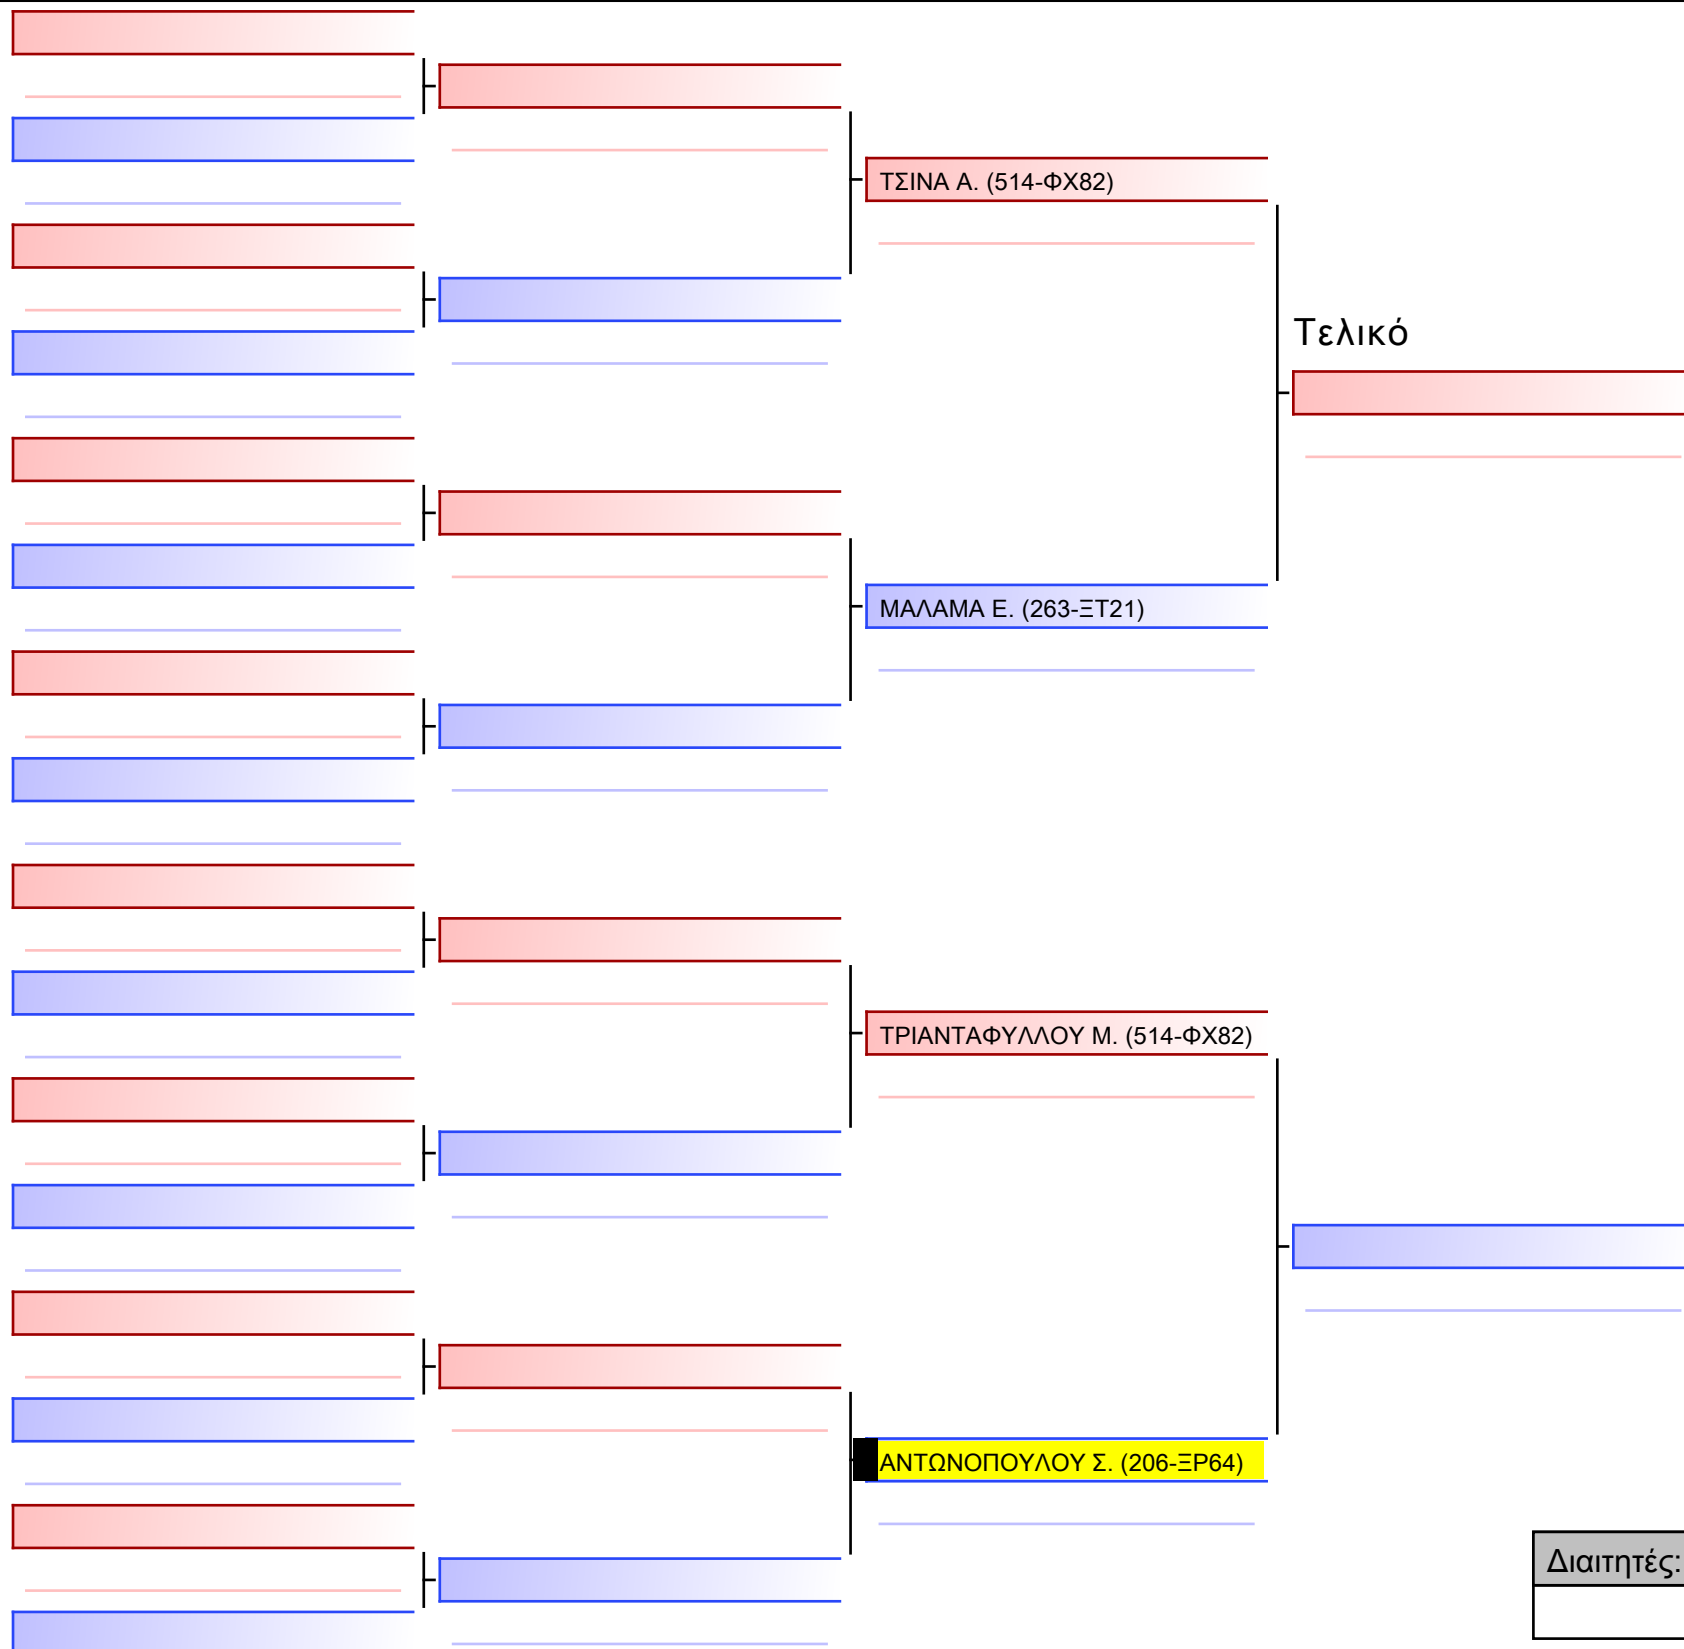 ΤΣΙΝΑ Α. (514-ΦΧ82)
Τελικό
ΜΑΛΑΜΑ Ε. (263-ΞΤ21)
ΤΡΙΑΝΤΑΦΥΛΛΟΥ Μ. (514-ΦΧ82)
ΑΝΤΩΝΟΠΟΥΛΟΥ Σ. (206-ΞΡ64)
Διαιτητές: